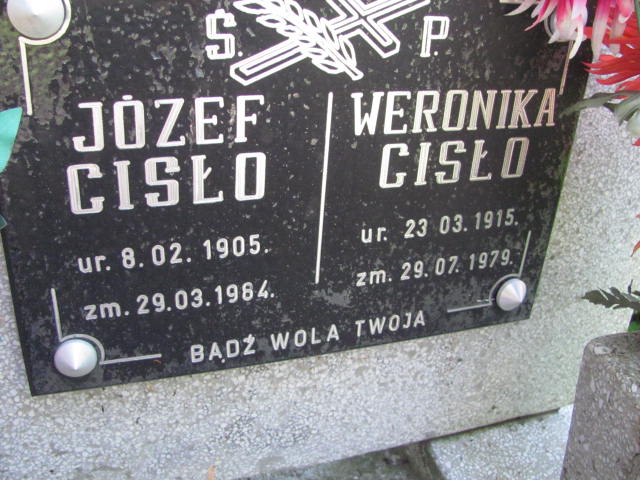 Ś. P.
JÓZEF
CISŁO
ur. 8.02.1905.
zm. 29.03.1984.
WERONIKA
CISŁO
ur. 23 03.1915.
zm. 29.07.1979.
BĄDŹ WOLA TWOJA